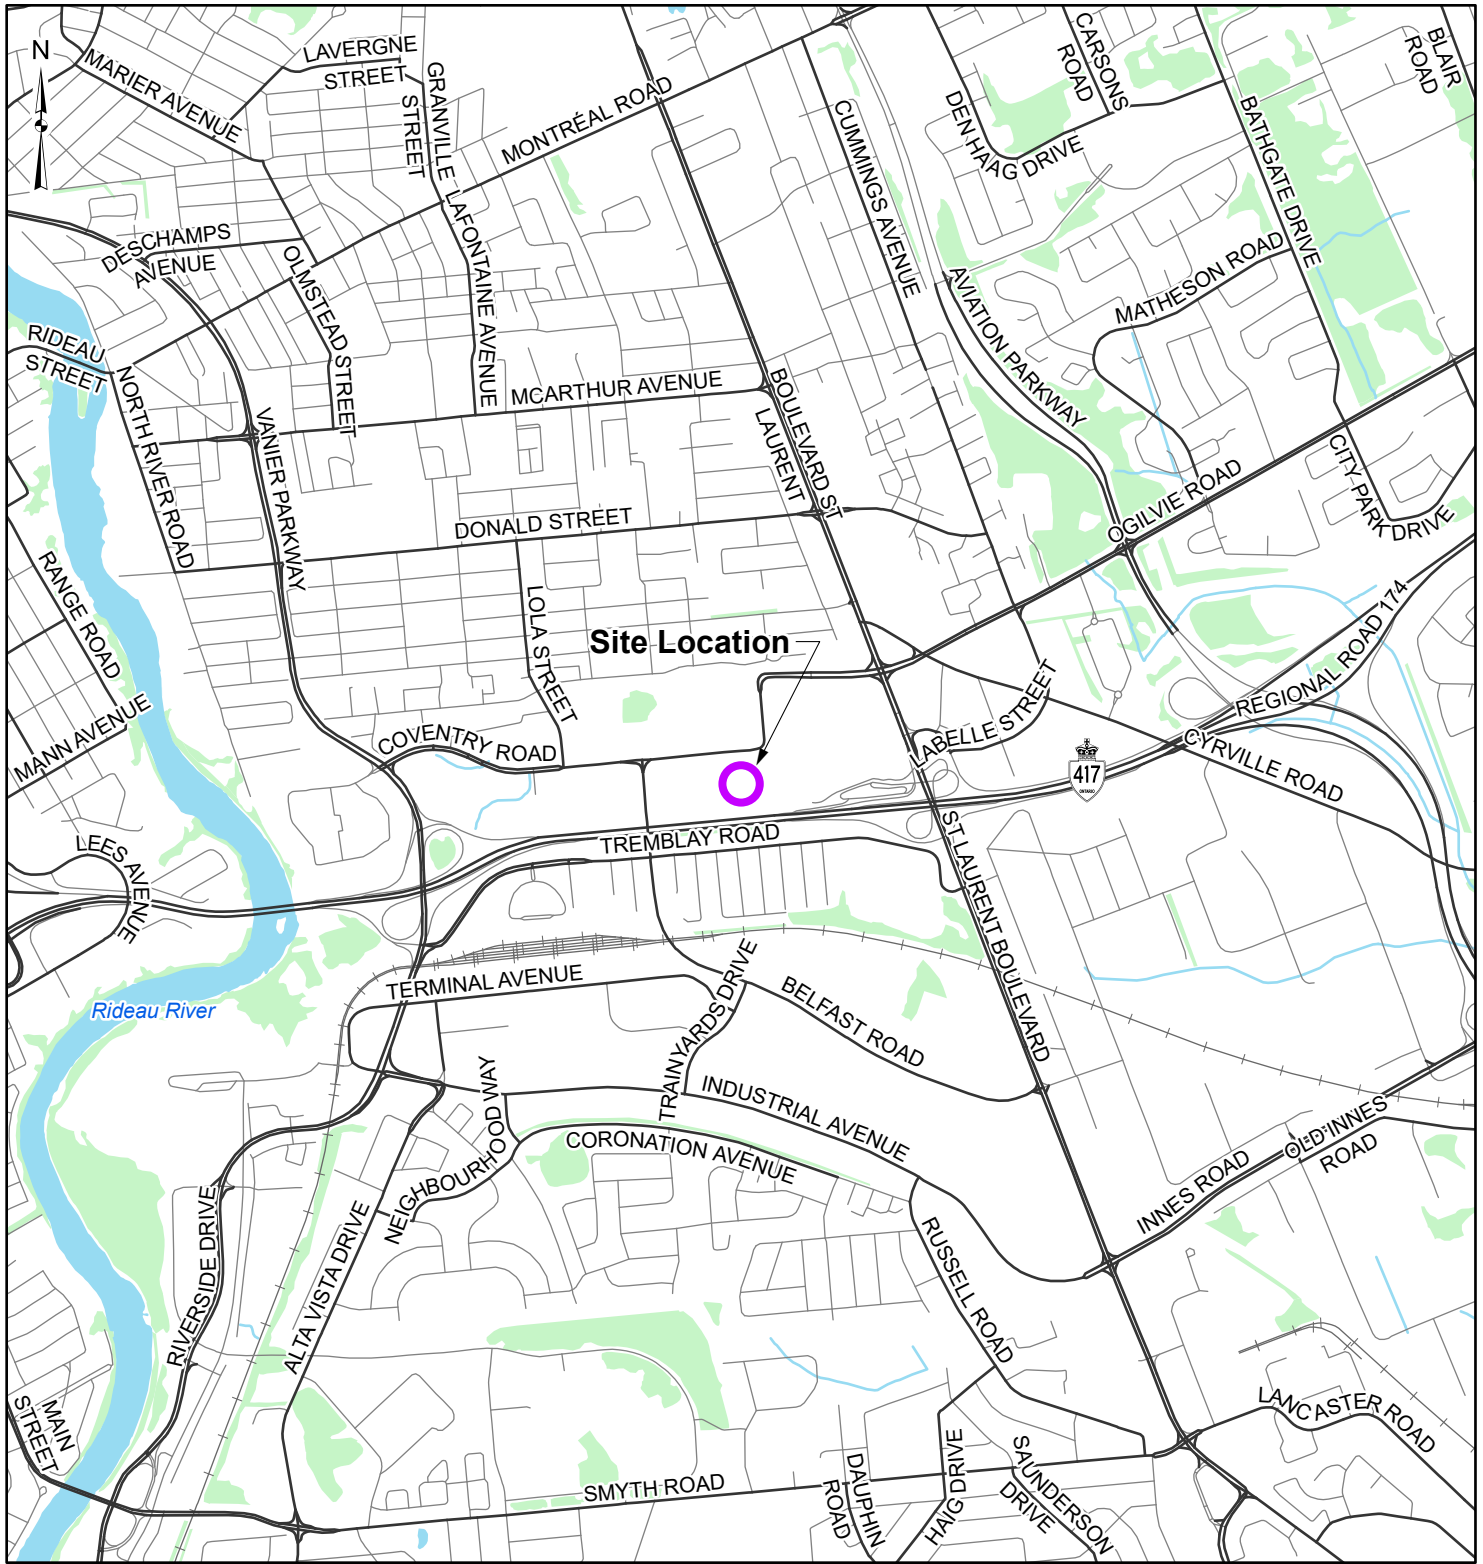 N
MARIER AVENUE
LAVERGNE
STREET
GRANVILLE
STREET
LAFONTAINE AVENUE
MONTRÉAL ROAD
CUMMINGS AVENUE
DEN HAAG DRIVE
CARSONS
ROAD
BATHGATE DRIVE
BLAIR
ROAD
DESCHAMPS
AVENUE
OLMSTEAD STREET
AVIATION PARKWAY
MATHESON ROAD
RIDEAU
STREET
NORTH RIVER ROAD
VANIER PARKWAY
MCARTHUR AVENUE
BOULEVARD ST
LAURENT
CITY PARK DRIVE
OGILVIE ROAD
DONALD STREET
RANGE ROAD
LOLA STREET
Site Location
MANN AVENUE
COVENTRY ROAD
LABELLE STREET
REGIONAL ROAD 174
CYRVILLE ROAD
417
ONTARIO
TREMBLAY ROAD
LEES AVENUE
ST LAURENT BOULEVARD
Rideau River
TERMINAL AVENUE
TRAINYARDS DRIVE
BELFAST ROAD
INDUSTRIAL AVENUE
NEIGHBOURHOOD WAY
CORONATION AVENUE
OLD INNES
ROAD
INNES ROAD
RIVERSIDE DRIVE
ALTA VISTA DRIVE
RUSSELL ROAD
MAIN
STREET
LANCASTER ROAD
SMYTH ROAD
DAUPHIN
ROAD
HAIG DRIVE
SAUNDERSON
DRIVE